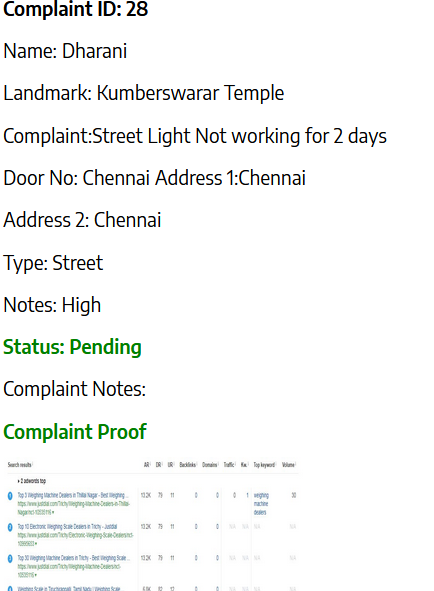 Complaint ID: 28
Name: Dharani
Landmark: Kumberswarar Temple
Complaint:Street Light Not working for 2 days
Door No: Chennai Address 1:Chennai
Address 2: Chennai
Type: Street
Notes: High
Status: Pending
Complaint Notes:
Complaint Proof
Search results AR DR UR Backlinks Domains Traffic Kw. Top keyword Volume
2 adwords top
Top 3 Weighing Machine Dealers in Thillai Nagar - Best Weighing ... 13.2K 79 11 0 0 0 1 weighing machine dealers 30
https://www.justdial.com/Trichy/Weighing-Machine-Dealers-in-Thillai-
Top 10 Electronic Weighing Scale Dealers in Trichy - Justdial 13.2K 79 11 0 0 N/A N/A N/A N/A
https://www.justdial.com/Trichy/Electronic-Weighing-Scale-Dealers/nct-
Top 30 Weighing Machine Dealers in Trichy - Best Weighing Scale ... 13.2K 79 11 0 0 N/A N/A N/A N/A
https://www.justdial.com/Trichy/Weighing-Machine-Dealers/nct-
Weighing Scale in Tiruchirappalli, Tamil Nadu | Weighing Scale